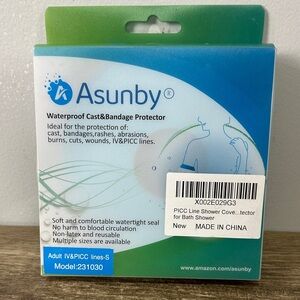 Asunby®
Waterproof Cast&Bandage Protector
Ideal for the protection of:
cast, bandages,rashes, abrasions,
burns, cuts, wounds, IV&PICC lines.
X002E029G3
PICC Line Shower Cove...tector
for Bath Shower
New MADE IN CHINA
Soft and comfortable watertight seal
No harm to blood circulation
Non-latex and reusable
Multiple sizes are available
Adult IV&PICC lines-S
Model:231030
www.amazon.com/asunby